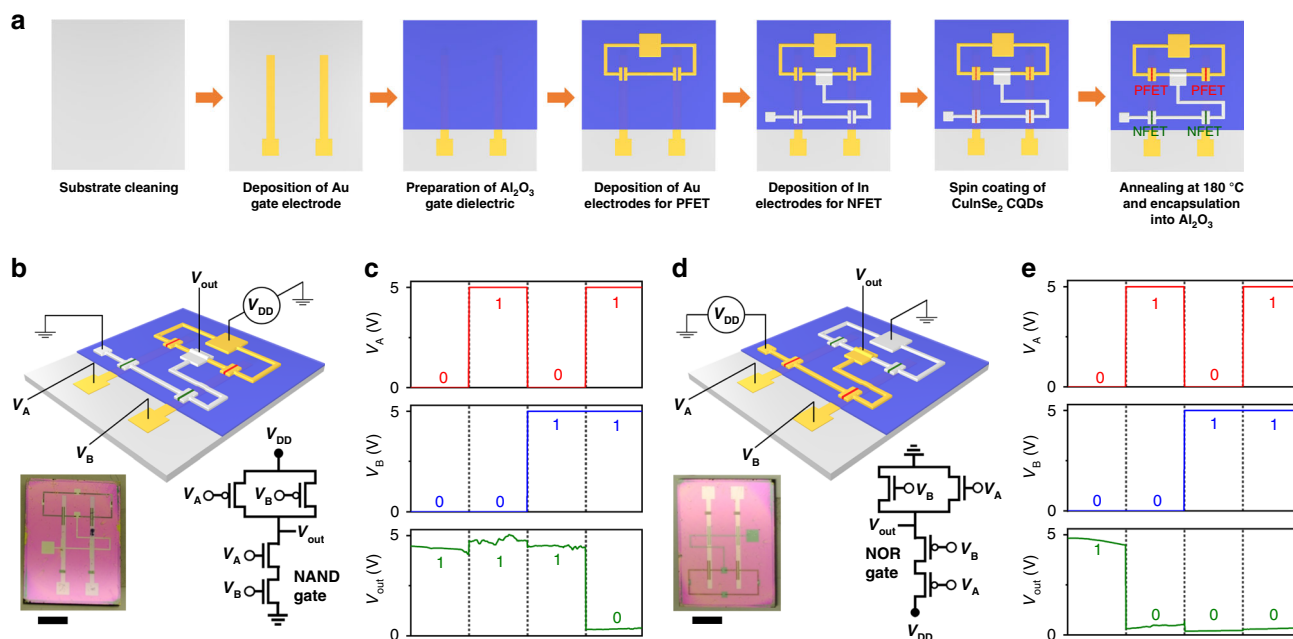 a
PFET PFET
NFET NFET
Substrate cleaning
Deposition of Au
gate electrode
Preparation of Al2O3
gate dielectric
Deposition of Au
electrodes for PFET
Deposition of In
electrodes for NFET
Spin coating of
CuInSe2 CQDs
Annealing at 180 °C
and encapsulation
into Al2O3
b
Vout
VDD
VA
VB
VDD
VA
VB
Vout
VA
VB
NAND
gate
c
VA (V)
5
0
0 1 0 1
VB (V)
5
0
0 0 1 1
Vout (V)
5
0
1 1 1 0
d
Vout
VDD
VA
VB
VB
VA
Vout
VB
VA
NOR
gate
VDD
e
VA (V)
5
0
0 1 0 1
VB (V)
5
0
0 0 1 1
Vout (V)
5
0
1 0 0 0